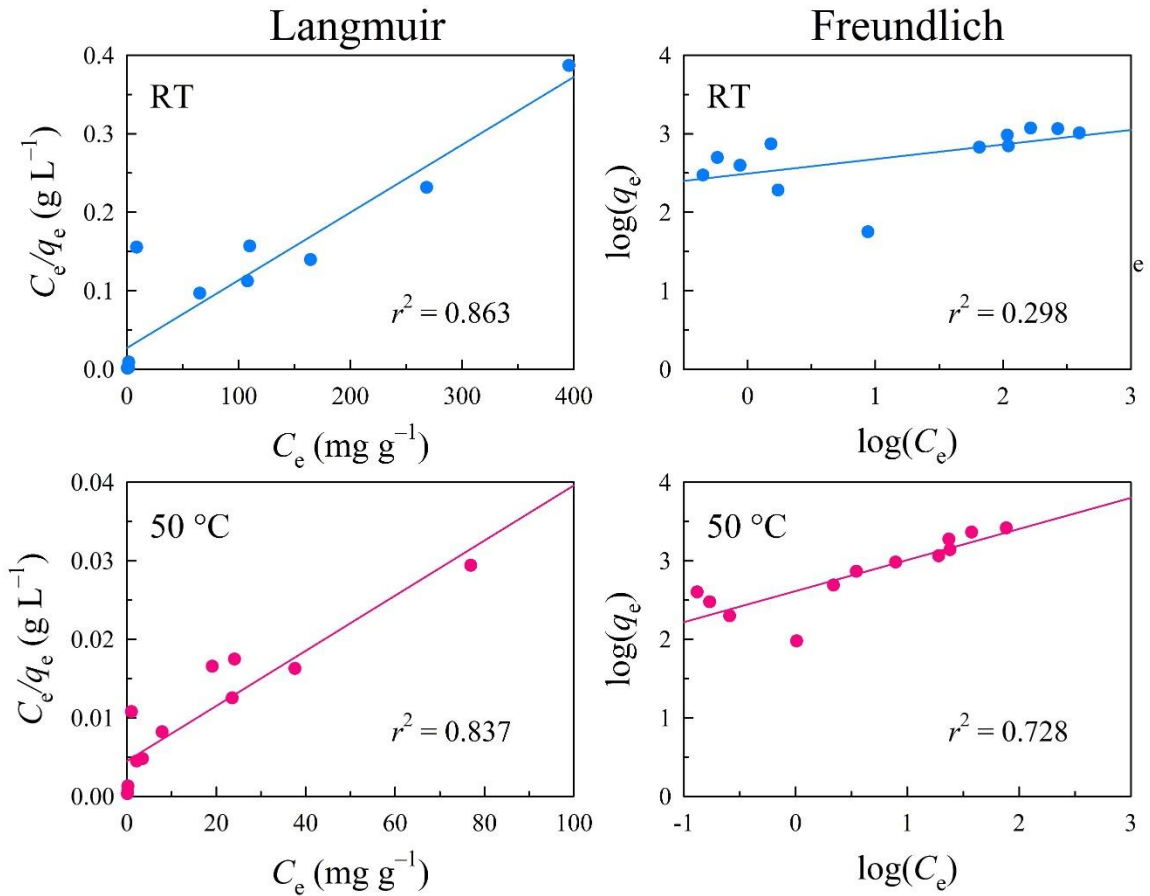 Langmuir
Freundlich
0.4
0.3
0.2
0.1
0.0
Cₑ/qₑ (g L⁻¹)
RT
r² = 0.863
0
100
200
300
400
Cₑ (mg g⁻¹)
4
3
2
1
0
log(qₑ)
RT
r² = 0.298
0
1
2
3
log(Cₑ)
e
0.04
0.03
0.02
0.01
0.00
Cₑ/qₑ (g L⁻¹)
50 °C
r² = 0.837
0
20
40
60
80
100
Cₑ (mg g⁻¹)
4
3
2
1
0
log(qₑ)
50 °C
r² = 0.728
-1
0
1
2
3
log(Cₑ)